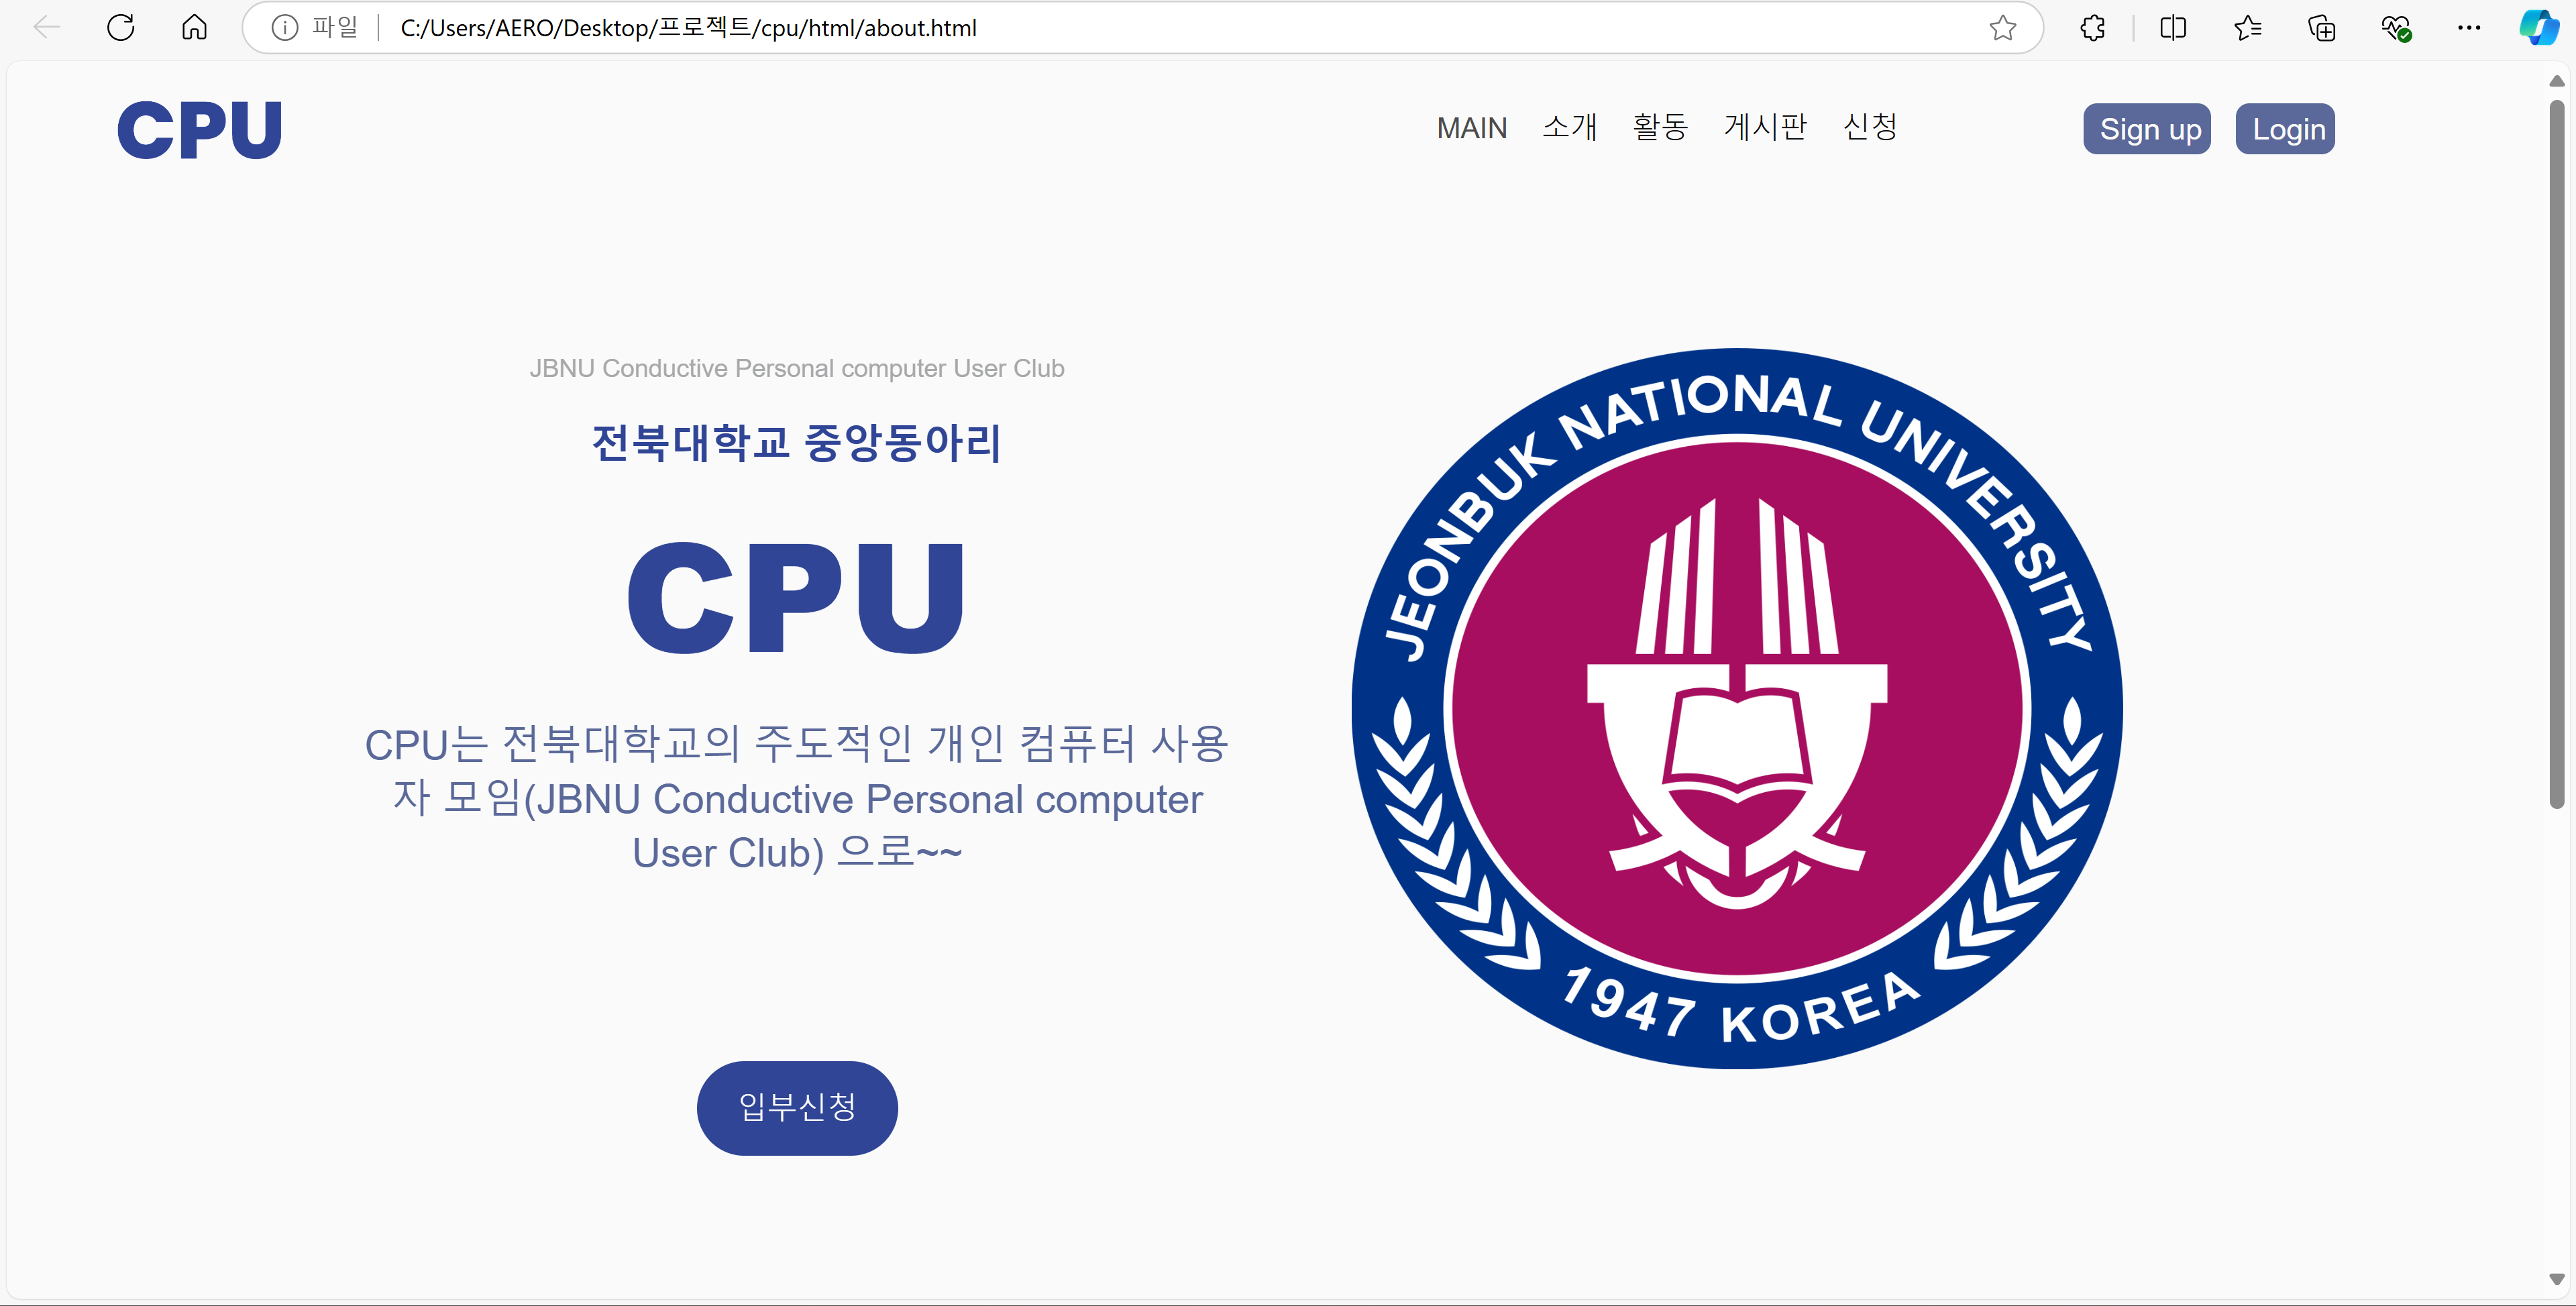 파일
C:/Users/AERO/Desktop/프로젝트/cpu/html/about.html
CPU
MAIN 소개 활동 게시판 신청
Sign up Login
JBNU Conductive Personal computer User Club
전북대학교 중앙동아리
CPU
CPU는 전북대학교의 주도적인 개인 컴퓨터 사용
자 모임(JBNU Conductive Personal computer
User Club) 으로~~
입부신청
JEONBUK NATIONAL UNIVERSITY
1947 KOREA